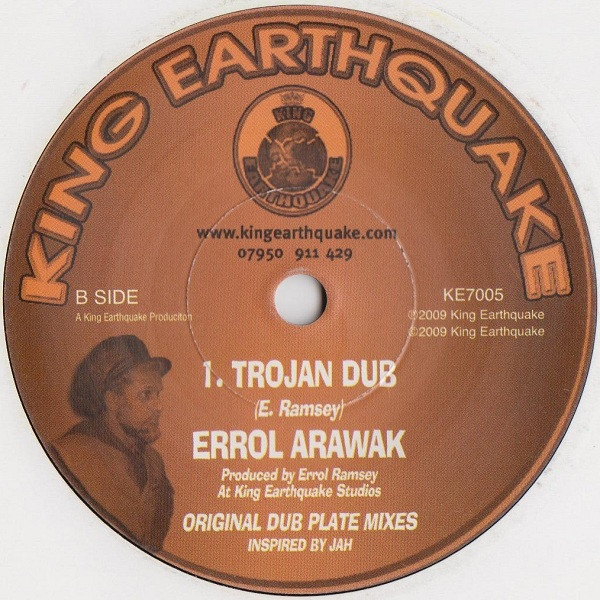 KING EARTHQUAKE
KING
EARTHQUAKE
www.kingearthquake.com
07950 911 429
B SIDE
A King Earthquake Produciton
KE7005
℗2009 King Earthquake
©2009 King Earthquake
1. TROJAN DUB
(E. Ramsey)
ERROL ARAWAK
Produced by Errol Ramsey
At King Earthquake Studios
ORIGINAL DUB PLATE MIXES
INSPIRED BY JAH